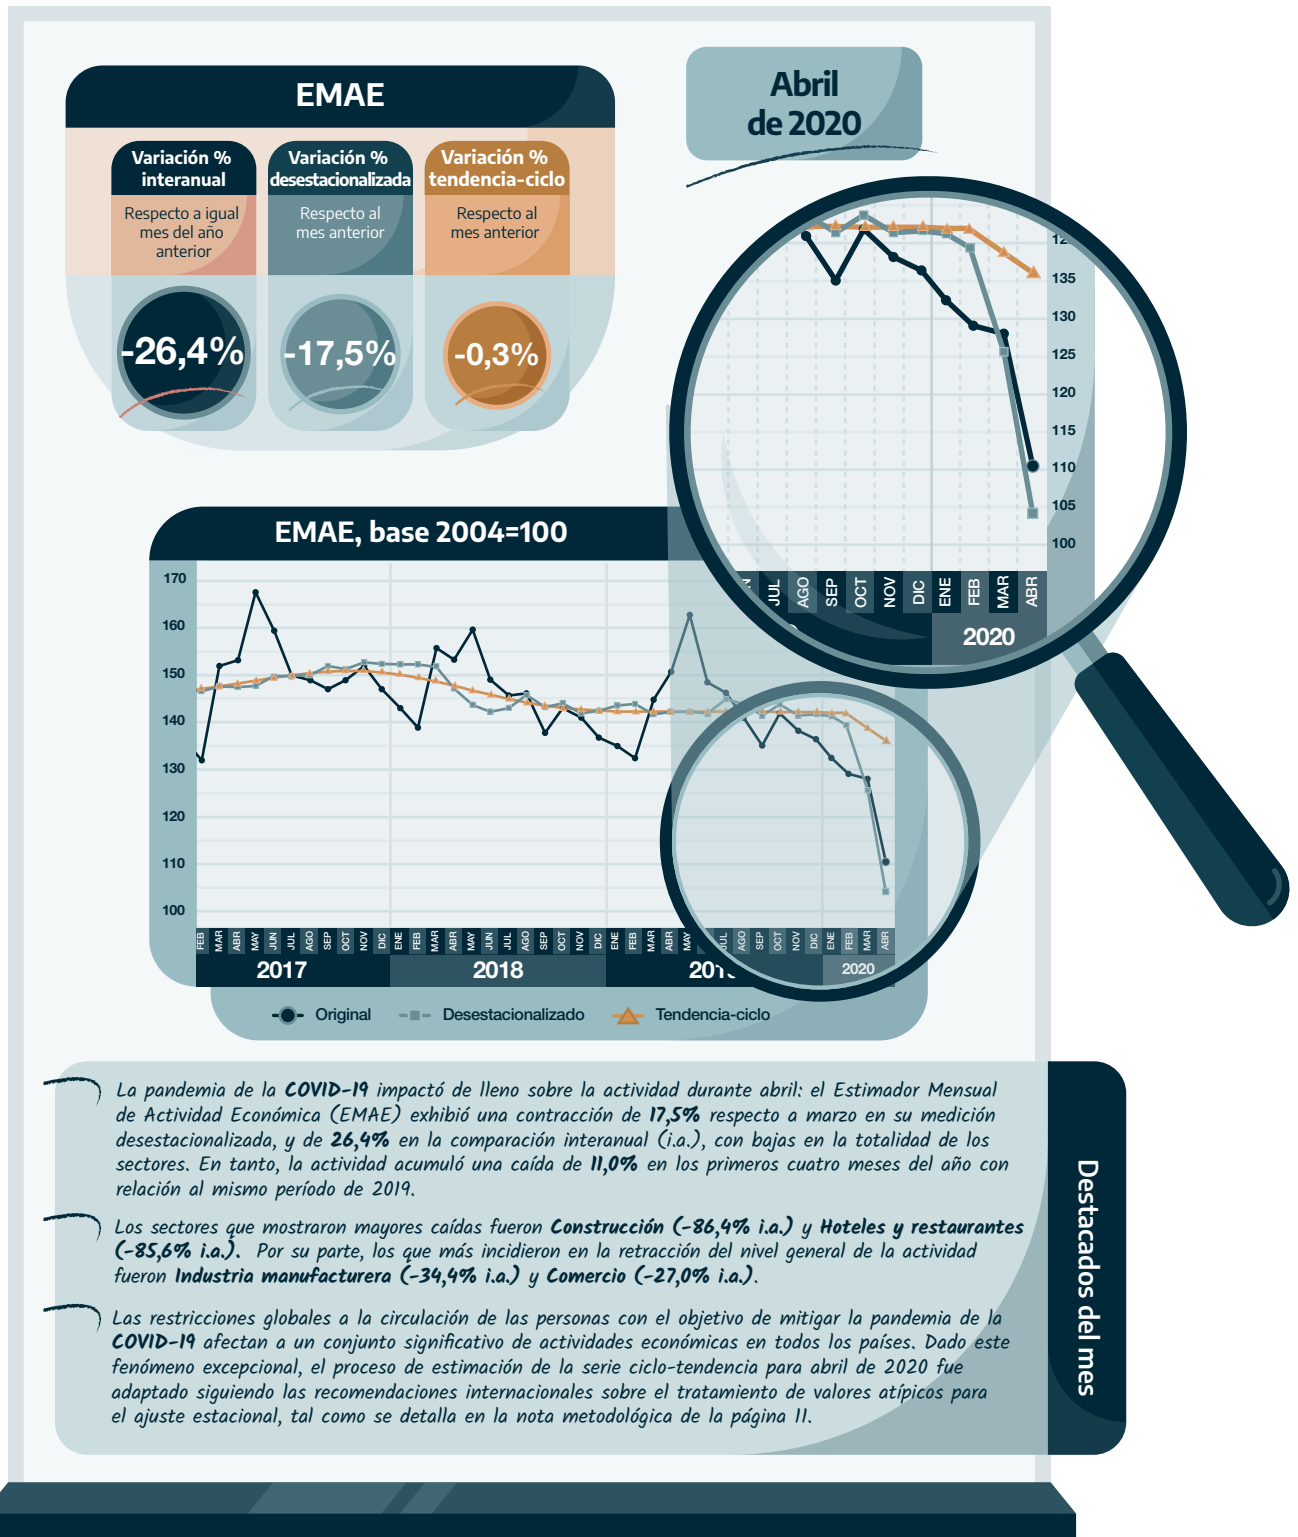 EMAE
Abril
de 2020
Variación %
interanual
Respecto a igual
mes del año
anterior
-26,4%
Variación %
desestacionalizada
Respecto al
mes anterior
-17,5%
Variación %
tendencia-ciclo
Respecto al
mes anterior
-0,3%
135
130
125
120
115
110
105
100
JUL AGO SEP OCT NOV DIC ENE FEB MAR ABR
2020
EMAE, base 2004=100
170
160
150
140
130
120
110
100
FEB MAR ABR MAY JUN JUL AGO SEP OCT NOV DIC ENE FEB MAR ABR MAY JUN JUL AGO SEP OCT NOV DIC ENE FEB MAR ABR MAY JUL AGO SEP OCT NOV DIC ENE FEB MAR ABR
2017 2018 2019 2020
Original Desestacionalizado Tendencia-ciclo
La pandemia de la COVID-19 impactó de lleno sobre la actividad durante abril: el Estimador Mensual
de Actividad Económica (EMAE) exhibió una contracción de 17,5% respecto a marzo en su medición
desestacionalizada, y de 26,4% en la comparación interanual (i.a.), con bajas en la totalidad de los
sectores. En tanto, la actividad acumuló una caída de 11,0% en los primeros cuatro meses del año con
relación al mismo período de 2019.
Los sectores que mostraron mayores caídas fueron Construcción (-86,4% i.a.) y Hoteles y restaurantes
(-85,6% i.a.). Por su parte, los que más incidieron en la retracción del nivel general de la actividad
fueron Industria manufacturera (-34,4% i.a.) y Comercio (-27,0% i.a.).
Las restricciones globales a la circulación de las personas con el objetivo de mitigar la pandemia de la
COVID-19 afectan a un conjunto significativo de actividades económicas en todos los países. Dado este
fenómeno excepcional, el proceso de estimación de la serie ciclo-tendencia para abril de 2020 fue
adaptado siguiendo las recomendaciones internacionales sobre el tratamiento de valores atípicos para
el ajuste estacional, tal como se detalla en la nota metodológica de la página 11.
Destacados del mes